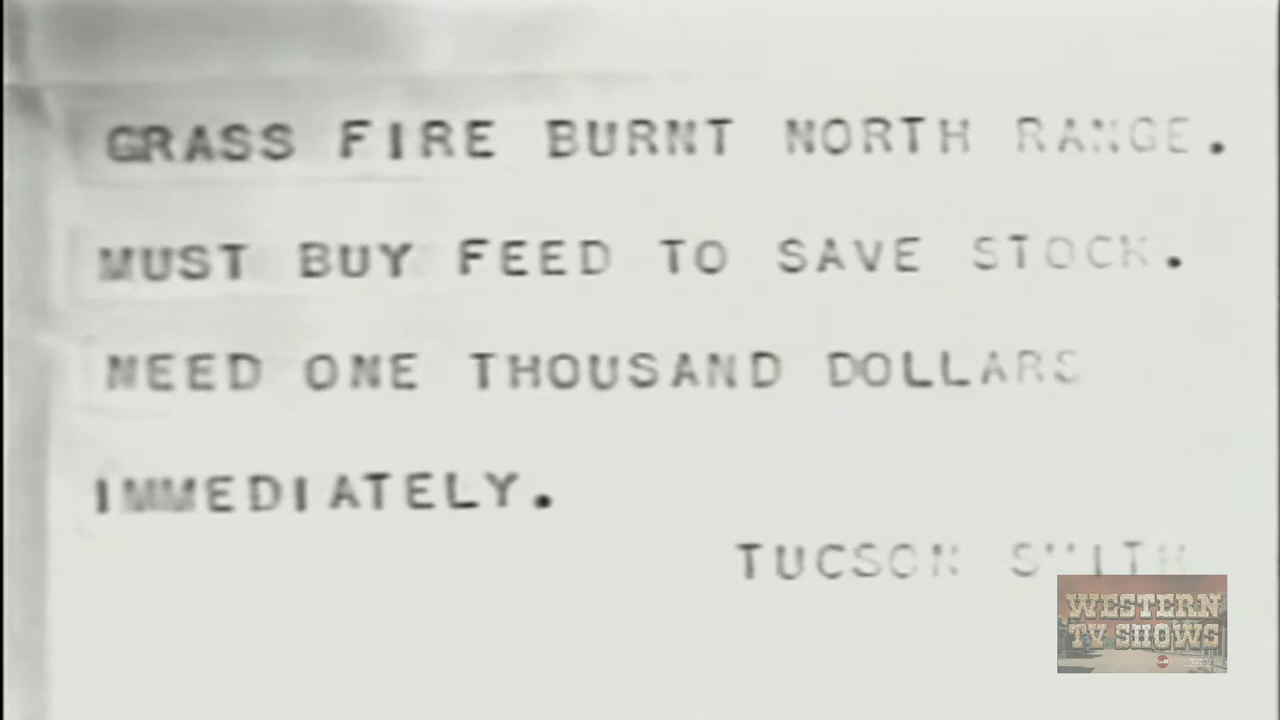 GRASS FIRE BURNT NORTH RANGE.
MUST BUY FEED TO SAVE STOCK.
NEED ONE THOUSAND DOLLARS
IMMEDIATELY.
TUCSON SMITH
WESTERN
TV SHOWS